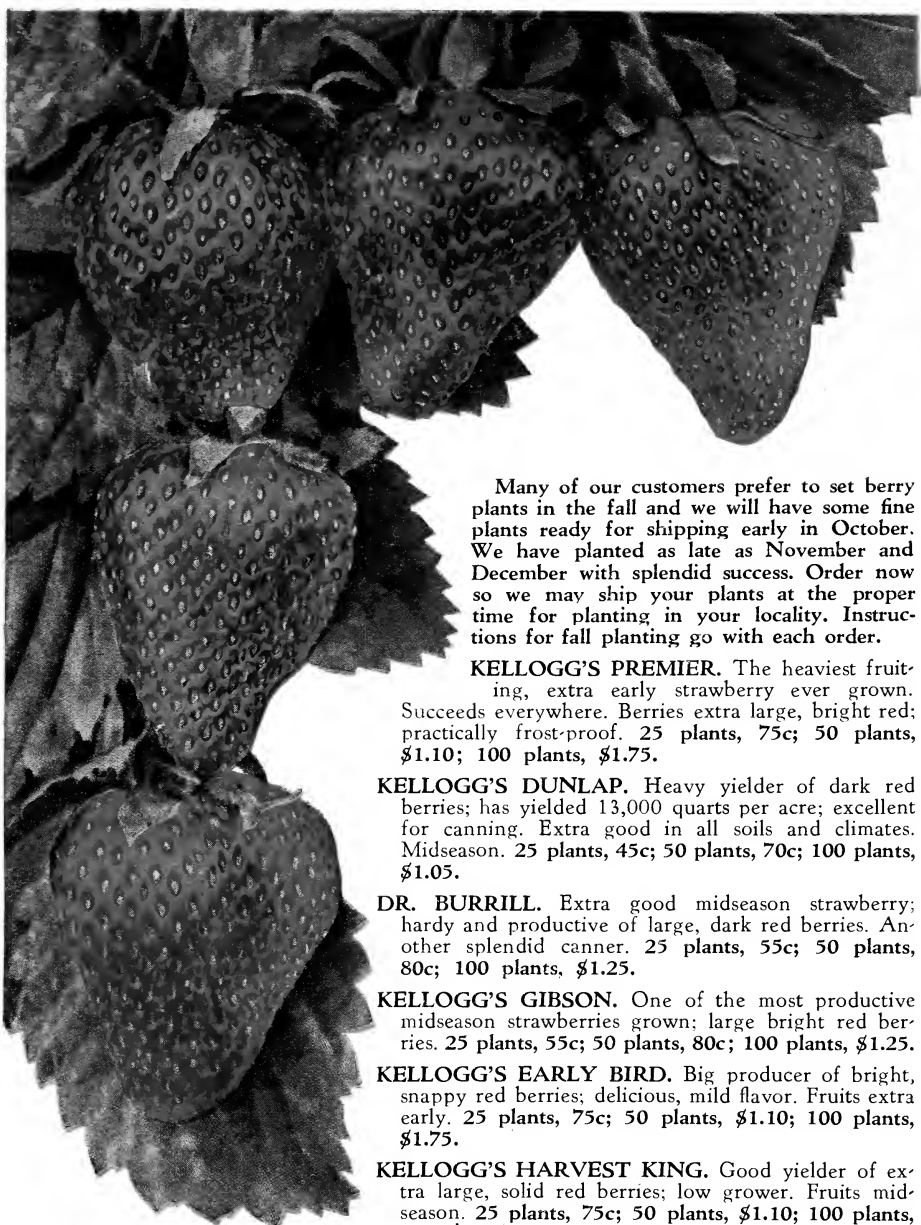 Many of our customers prefer to set berry
plants in the fall and we will have some fine
plants ready for shipping early in October.
We have planted as late as November and
December with splendid success. Order now
so we may ship your plants at the proper
time for planting in your locality. Instruc-
tions for fall planting go with each order.
KELLOGG'S PREMIER. The heaviest fruit-
ing, extra early strawberry ever grown.
Succeeds everywhere. Berries extra large, bright red;
practically frost-proof. 25 plants, 75c; 50 plants,
$1.10; 100 plants, $1.75.
KELLOGG'S DUNLAP. Heavy yielder of dark red
berries; has yielded 13,000 quarts per acre; excellent
for canning. Extra good in all soils and climates.
Midseason. 25 plants, 45c; 50 plants, 70c; 100 plants,
$1.05.
DR. BURRILL. Extra good midseason strawberry;
hardy and productive of large, dark red berries. An-
other splendid canner. 25 plants, 55c; 50 plants,
80c; 100 plants, $1.25.
KELLOGG'S GIBSON. One of the most productive
midseason strawberries grown; large bright red ber-
ries. 25 plants, 55c; 50 plants, 80c; 100 plants, $1.25.
KELLOGG'S EARLY BIRD. Big producer of bright,
snappy red berries; delicious, mild flavor. Fruits extra
early. 25 plants, 75c; 50 plants, $1.10; 100 plants,
$1.75.
KELLOGG'S HARVEST KING. Good yielder of ex-
tra large, solid red berries; low grower. Fruits mid-
season. 25 plants, 75c; 50 plants, $1.10; 100 plants,